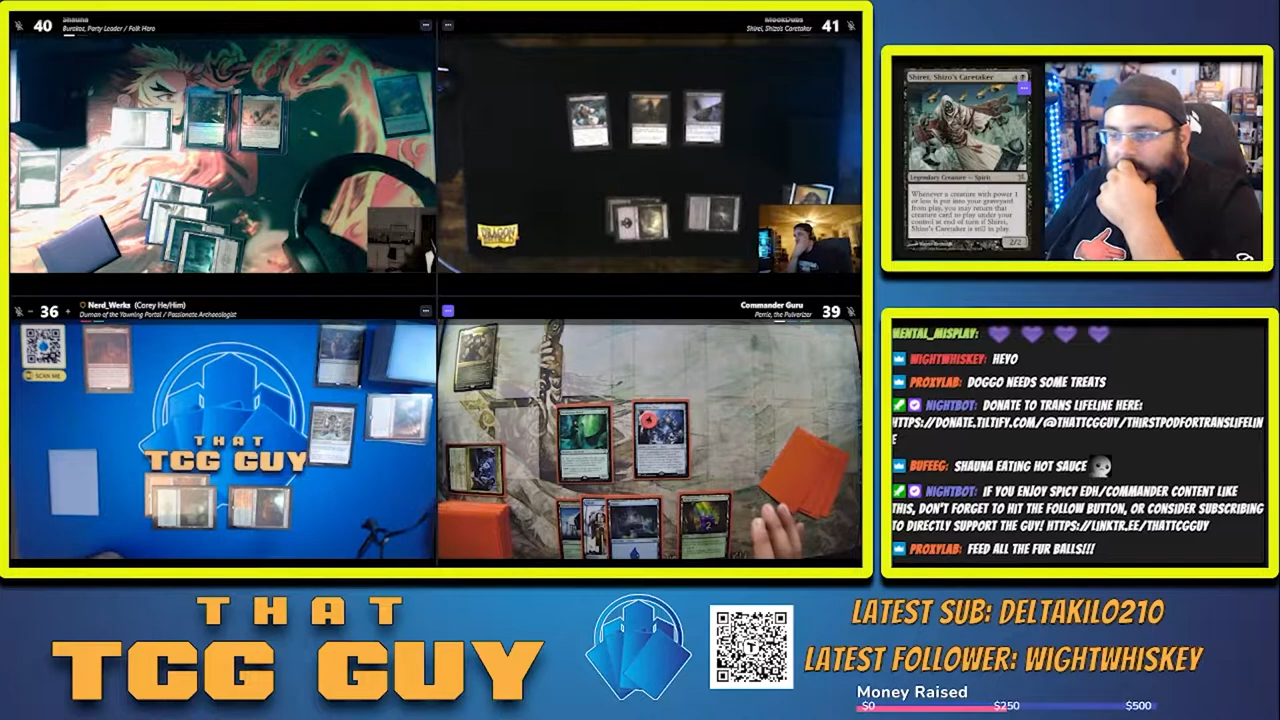 40
Shauna
Burakos, Party Leader / Folk Hero
MookDubs
Shirei, Shizo's Caretaker
41
DRAGON
36
Nerd_Werks (Corey He/Him)
Durnan of the Yawning Portal / Passionate Archaeologist
SCAN ME
THAT
TCG GUY
Commander Guru
Perrie, the Pulverizer
39
Shirei, Shizo's Caretaker
Legendary Creature — Spirit
Whenever a creature with power 1
or less is put into your graveyard
from play, you may return that
creature card to play under your
control at end of turn if Shirei,
Shizo's Caretaker is still in play.
2/2
MENTAL_MISPLAY:
WIGHTWHISKEY: HEYO
PROXYLAB: DOGGO NEEDS SOME TREATS
NIGHTBOT: DONATE TO TRANS LIFELINE HERE:
HTTPS://DONATE.TILTIFY.COM/@THATTCGGUY/THIRSTPODFORTRANSLIFELIN
E
BUFEEG: SHAUNA EATING HOT SAUCE
NIGHTBOT: IF YOU ENJOY SPICY EDH/COMMANDER CONTENT LIKE
THIS, DON'T FORGET TO HIT THE FOLLOW BUTTON, OR CONSIDER SUBSCRIBING
TO DIRECTLY SUPPORT THE GUY! HTTPS://LINKTR.EE/THATTCGGUY
PROXYLAB: FEED ALL THE FUR BALLS!!!
THAT
TCG GUY
LATEST SUB: DELTAKILO210
LATEST FOLLOWER: WIGHTWHISKEY
Money Raised
$0 $250 $500